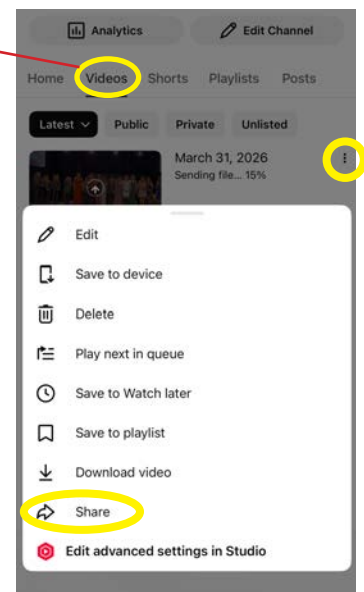 Analytics
Edit Channel
Home Videos Shorts Playlists Posts
Latest Public Private Unlisted
March 31, 2026
Sending file... 15%
Edit
Save to device
Delete
Play next in queue
Save to Watch later
Save to playlist
Download video
Share
Edit advanced settings in Studio